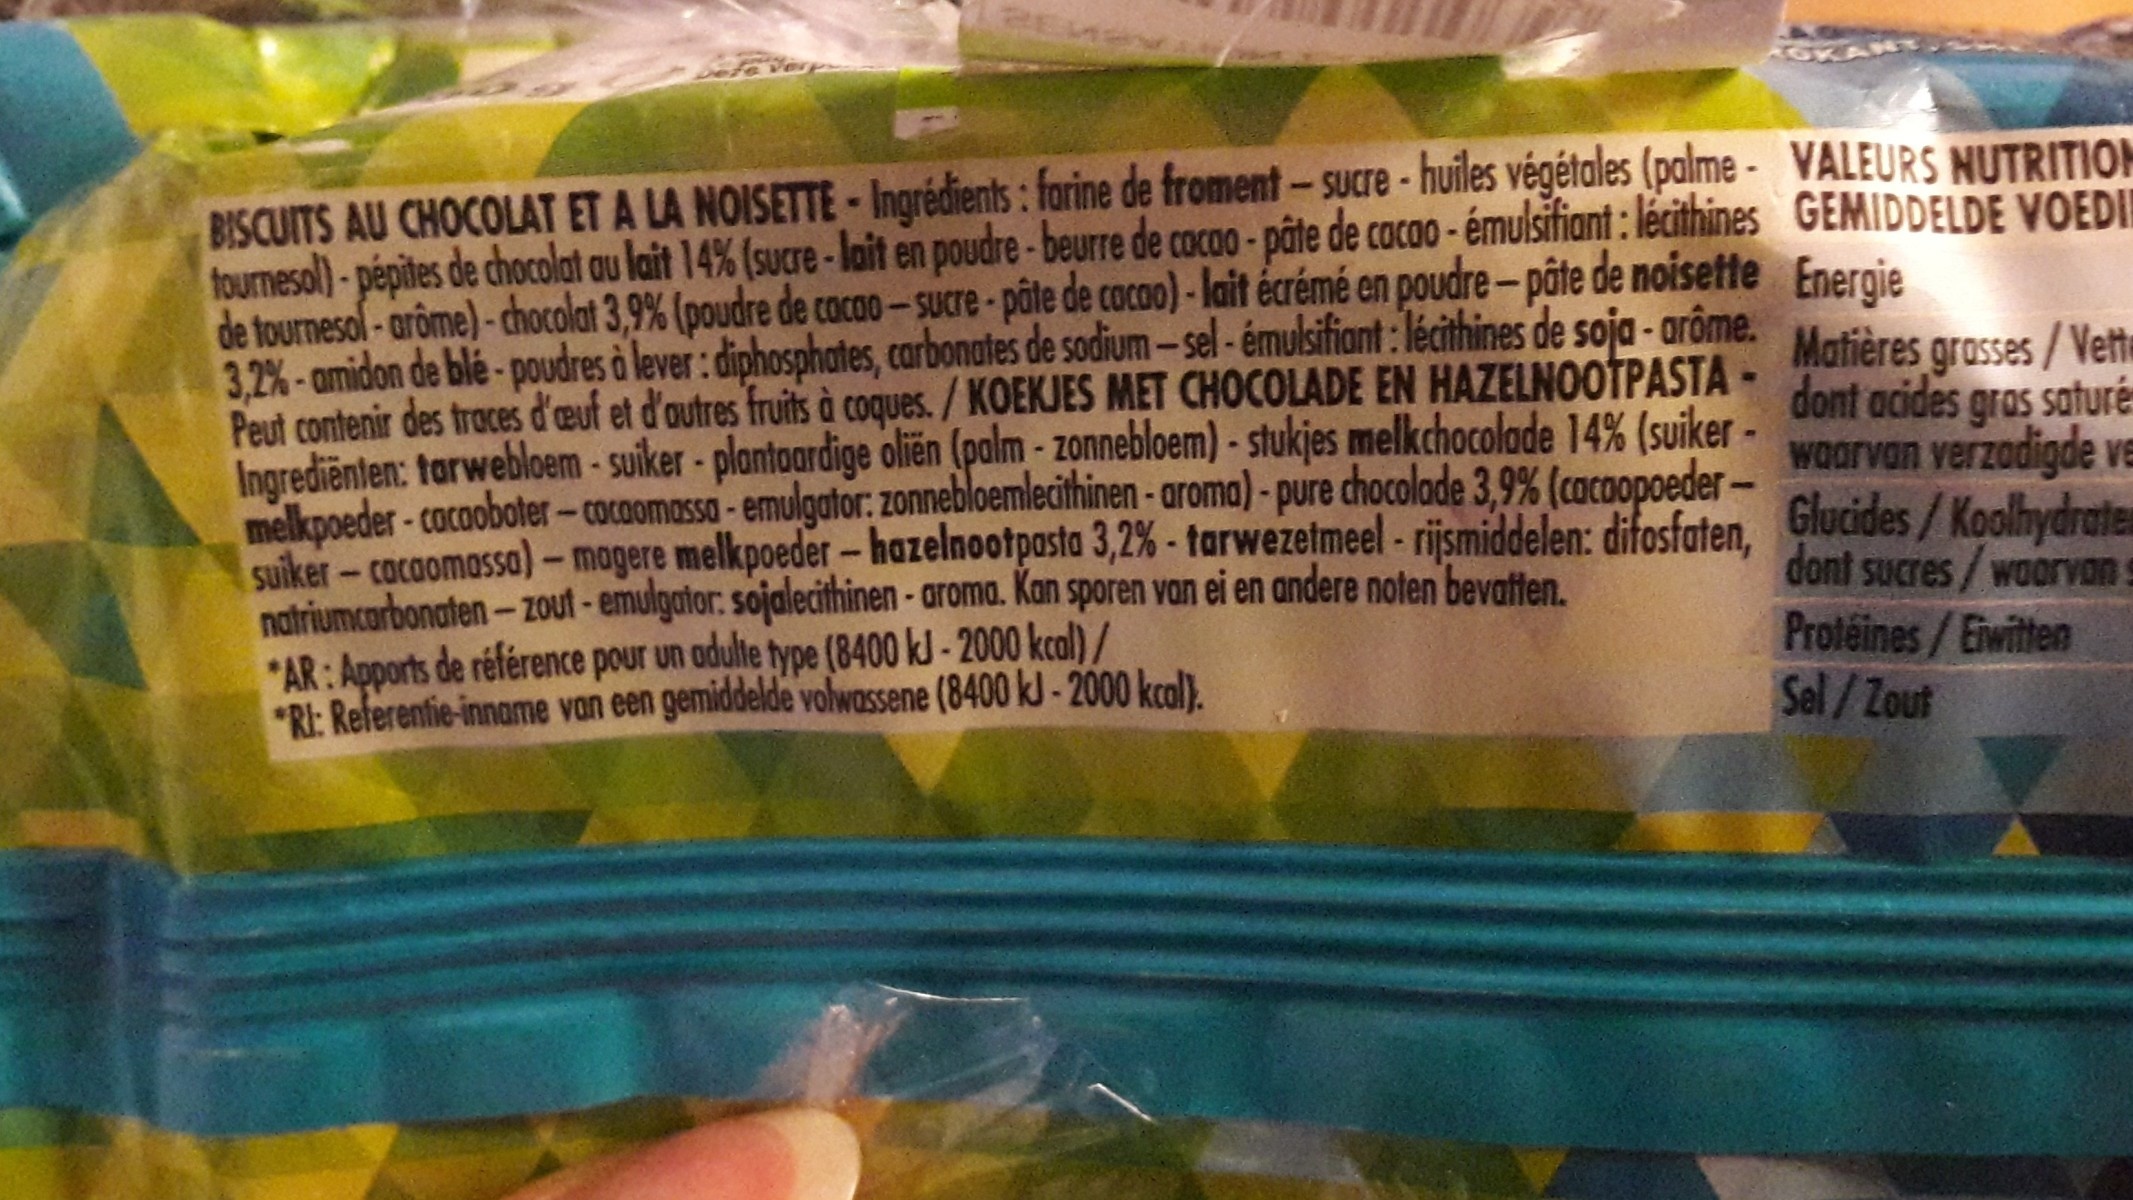 BISCUITS AU CHOCOLAT ET A LA NOISETTE - Ingrédients : farine de froment – sucre - huiles végétales (palme -
tournesol) - pépites de chocolat au lait 14% (sucre - lait en poudre - beurre de cacao - pâte de cacao - émulsifiant : lécithines
de tournesol - arôme) - chocolat 3,9% (poudre de cacao – sucre - pâte de cacao) - lait écrémé en poudre – pâte de noisette
3,2% - amidon de blé - poudres à lever : diphosphates, carbonates de sodium – sel - émulsifiant : lécithines de soja - arôme.
Peut contenir des traces d'œuf et d'autres fruits à coques. / KOEKJES MET CHOCOLADE EN HAZELNOOTPASTA -
Ingrediënten: tarwebloem - suiker - plantaardige oliën (palm - zonnebloem) - stukjes melkchocolade 14% (suiker -
melkpoeder - cacaoboter – cacaomassa - emulgator: zonnebloemlecithinen - aroma) - pure chocolade 3,9% (cacaopoeder –
suiker – cacaomassa) – magere melkpoeder – hazelnootpasta 3,2% - tarwezetmeel - rijsmiddelen: difosfaten,
natriumcarbonaten – zout - emulgator: sojalecithinen - aroma. Kan sporen van ei en andere noten bevatten.
*AR : Apports de référence pour un adulte type (8400 kJ - 2000 kcal) /
*RI: Referentie-inname van een gemiddelde volwassene (8400 kJ - 2000 kcal).
VALEURS NUTRITION
GEMIDDELDE VOEDI
Energie
Matières grasses / Vette
dont acides gras saturés
waarvan verzadigde ve
Glucides / Koolhydraten
dont sucres / waarvan s
Protéines / Eiwitten
Sel / Zout